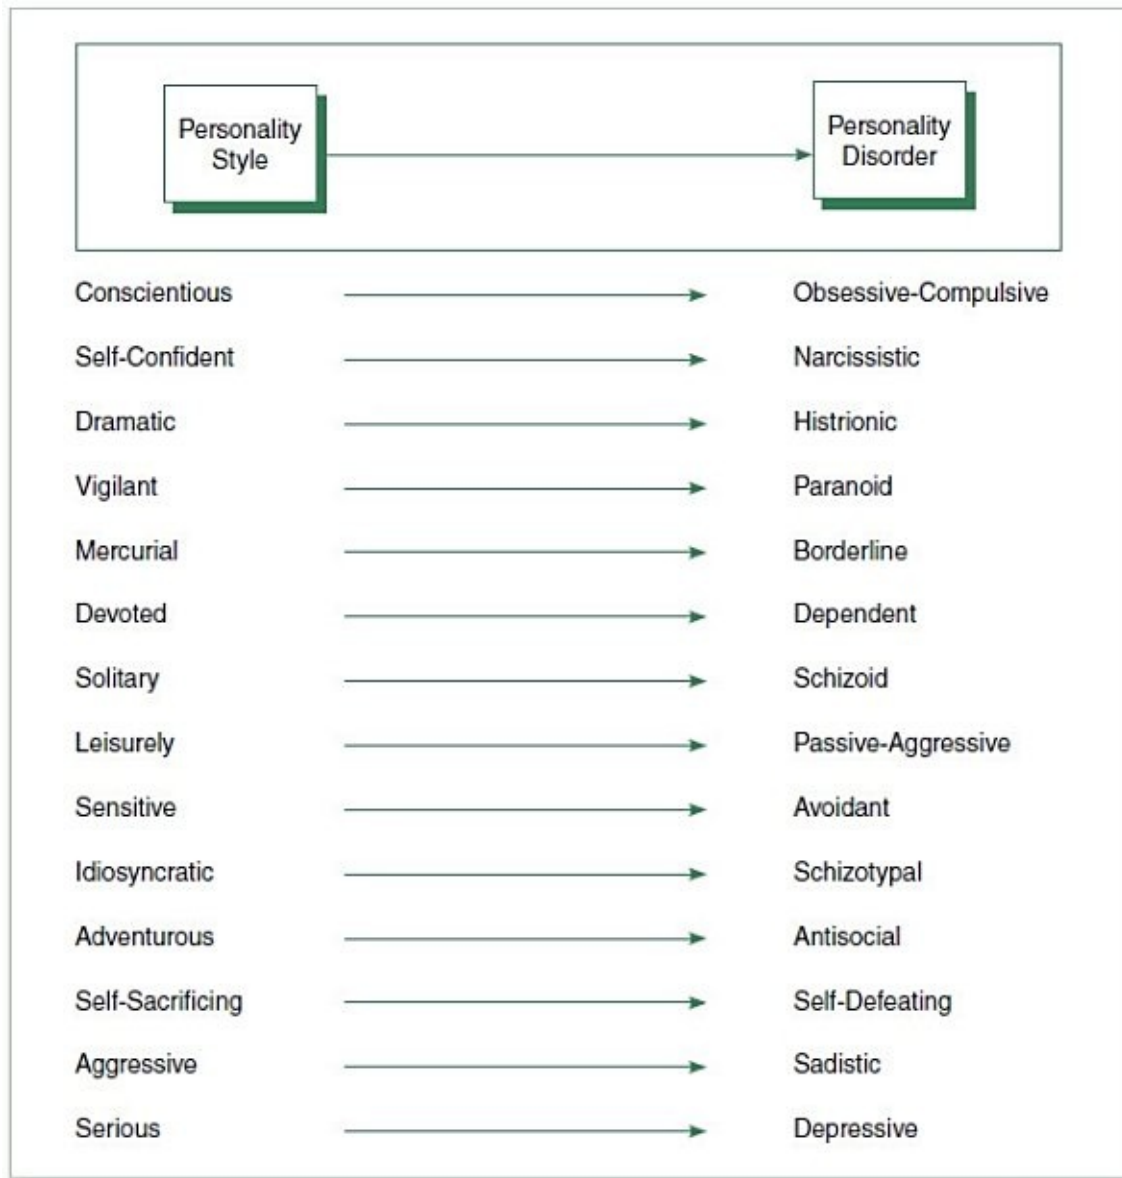 Personality
Style
Personality
Disorder
Conscientious Obsessive-Compulsive
Self-Confident Narcissistic
Dramatic Histrionic
Vigilant Paranoid
Mercurial Borderline
Devoted Dependent
Solitary Schizoid
Leisurely Passive-Aggressive
Sensitive Avoidant
Idiosyncratic Schizotypal
Adventurous Antisocial
Self-Sacrificing Self-Defeating
Aggressive Sadistic
Serious Depressive